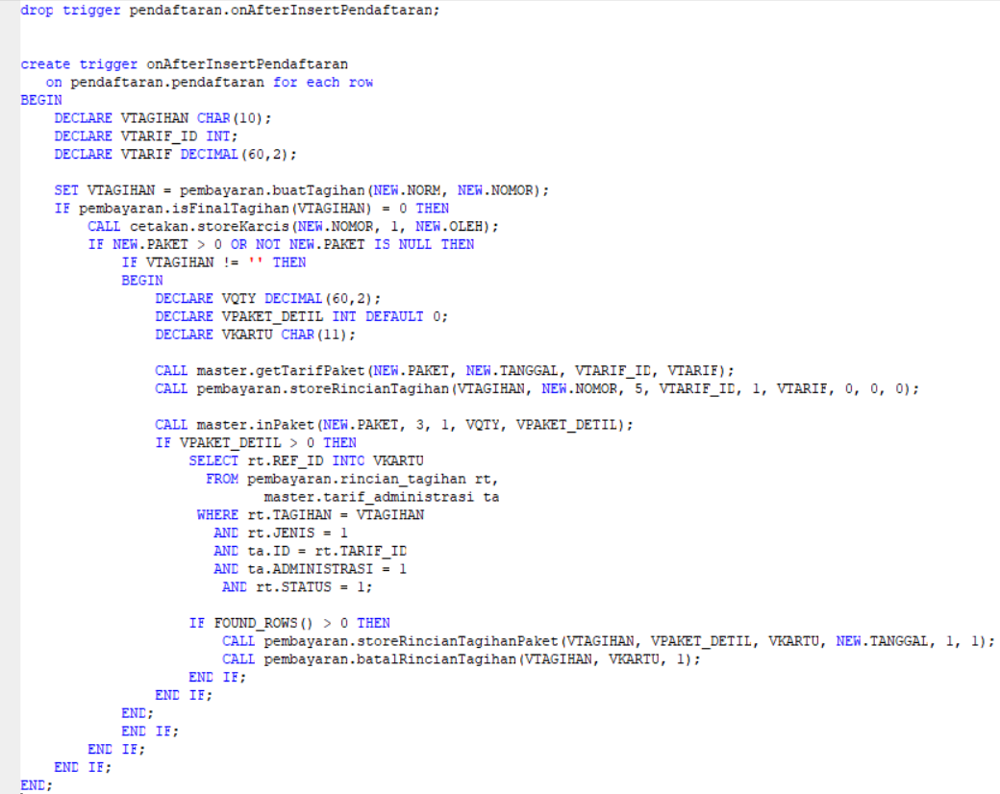 drop trigger pendaftaran.onAfterInsertPendaftaran;
create trigger onAfterInsertPendaftaran
on pendaftaran.pendaftaran for each row
BEGIN
DECLARE VTAGIHAN CHAR(10);
DECLARE VTARIF_ID INT;
DECLARE VTARIF DECIMAL(60,2);
SET VTAGIHAN = pembayaran.buatTagihan(NEW.NORM, NEW.NOMOR);
IF pembayaran.isFinalTagihan(VTAGIHAN) = 0 THEN
CALL cetakan.storeKarcis(NEW.NOMOR, 1, NEW.OLEH);
IF NEW.PAKET > 0 OR NOT NEW.PAKET IS NULL THEN
IF VTAGIHAN != '' THEN
BEGIN
DECLARE VQTY DECIMAL(60,2);
DECLARE VPAKET_DETIL INT DEFAULT 0;
DECLARE VKARTU CHAR(11);
CALL master.getTarifPaket(NEW.PAKET, NEW.TANGGAL, VTARIF_ID, VTARIF);
CALL pembayaran.storeRincianTagihan(VTAGIHAN, NEW.NOMOR, 5, VTARIF_ID, 1, VTARIF, 0, 0, 0);
CALL master.inPaket(NEW.PAKET, 3, 1, VQTY, VPAKET_DETIL);
IF VPAKET_DETIL > 0 THEN
SELECT rt.REF_ID INTO VKARTU
FROM pembayaran.rincian_tagihan rt,
master.tarif_administrasi ta
WHERE rt.TAGIHAN = VTAGIHAN
AND rt.JENIS = 1
AND ta.ID = rt.TARIF_ID
AND ta.ADMINISTRASI = 1
AND rt.STATUS = 1;
IF FOUND_ROWS() > 0 THEN
CALL pembayaran.storeRincianTagihanPaket(VTAGIHAN, VPAKET_DETIL, VKARTU, NEW.TANGGAL, 1, 1);
CALL pembayaran.batalRincianTagihan(VTAGIHAN, VKARTU, 1);
END IF;
END IF;
END;
END IF;
END IF;
END IF;
END;